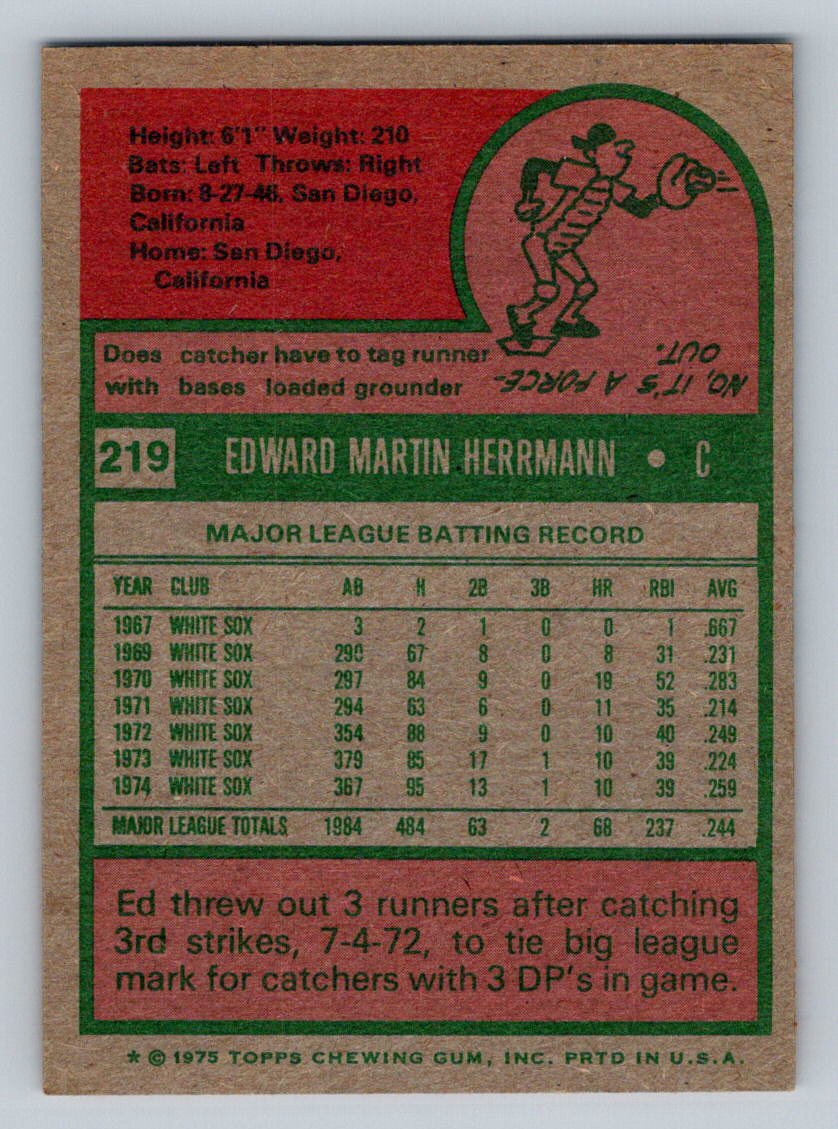 Height: 6'1" Weight: 210
Bats: Left Throws: Right
Born: 8-27-46, San Diego,
California
Home: San Diego,
California
Does catcher have to tag runner
with bases loaded grounder
NO, IT'S A FORCE-
OUT.
219 EDWARD MARTIN HERRMANN • C
MAJOR LEAGUE BATTING RECORD
YEAR CLUB AB H 2B 3B HR RBI AVG
1967 WHITE SOX 3 2 1 0 0 1 .667
1969 WHITE SOX 290 67 8 0 8 31 .231
1970 WHITE SOX 297 84 9 0 19 52 .283
1971 WHITE SOX 294 63 6 0 11 35 .214
1972 WHITE SOX 354 88 9 0 10 40 .249
1973 WHITE SOX 379 85 17 1 10 39 .224
1974 WHITE SOX 367 95 13 1 10 39 .259
MAJOR LEAGUE TOTALS 1984 484 63 2 68 237 .244
Ed threw out 3 runners after catching
3rd strikes, 7-4-72, to tie big league
mark for catchers with 3 DP's in game.
* © 1975 TOPPS CHEWING GUM, INC. PRTD IN U.S.A.